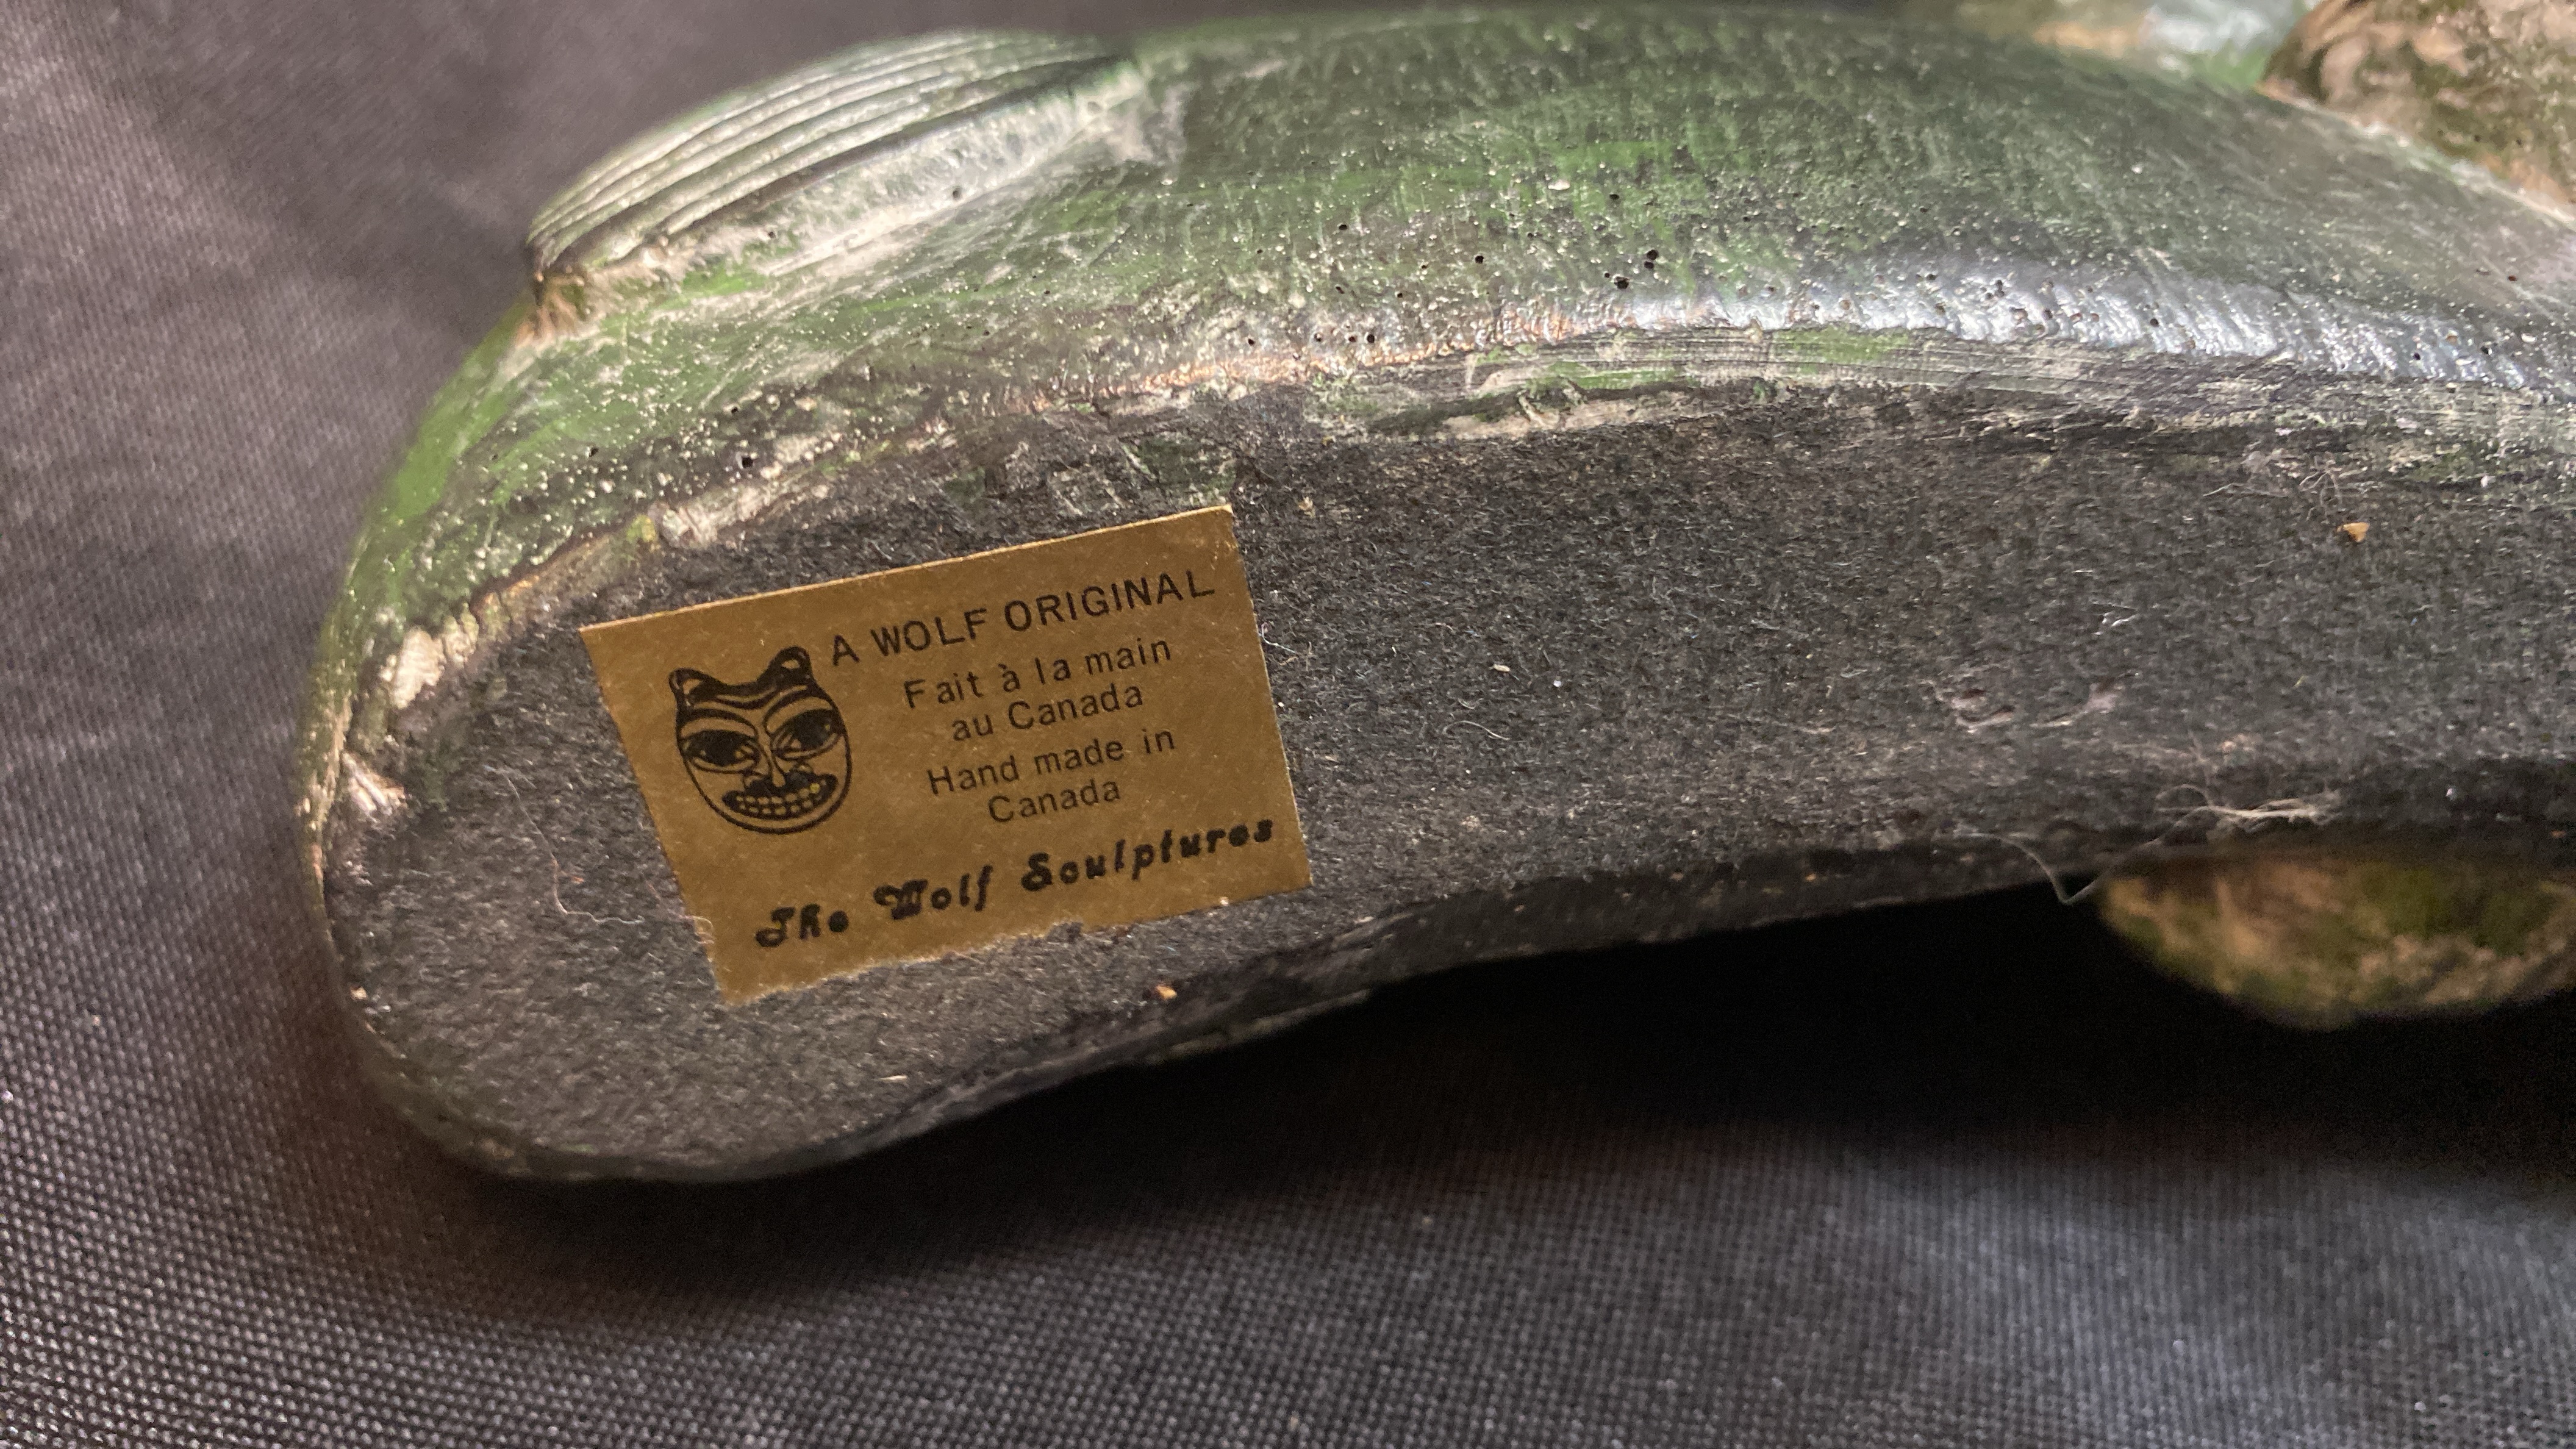 A WOLF ORIGINAL
Fait à la main
au Canada
Hand made in
Canada
The Wolf Sculptures